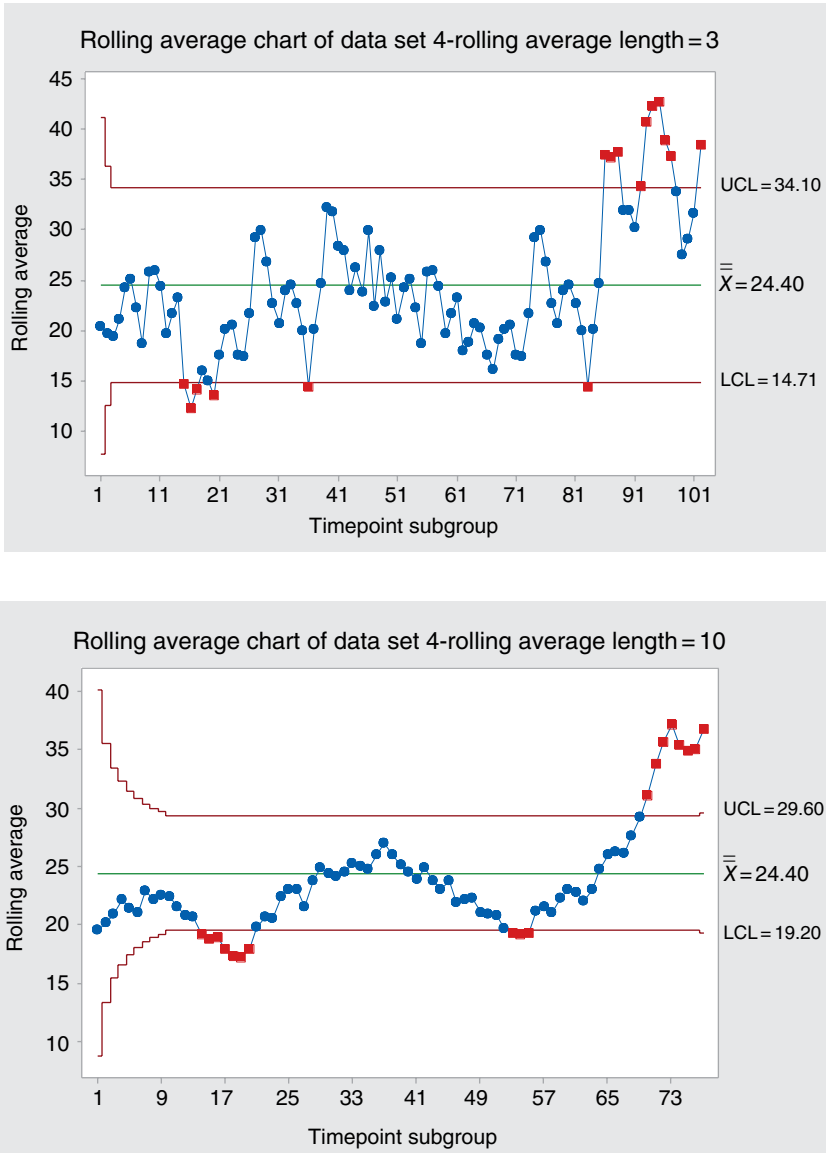 Rolling average chart of data set 4-rolling average length = 3
Rolling average
45
40
35
30
25
20
15
10
UCL = 34.10
X̿ = 24.40
LCL = 14.71
1 11 21 31 41 51 61 71 81 91 101
Timepoint subgroup
Rolling average chart of data set 4-rolling average length = 10
Rolling average
40
35
30
25
20
15
10
UCL = 29.60
X̿ = 24.40
LCL = 19.20
1 9 17 25 33 41 49 57 65 73
Timepoint subgroup